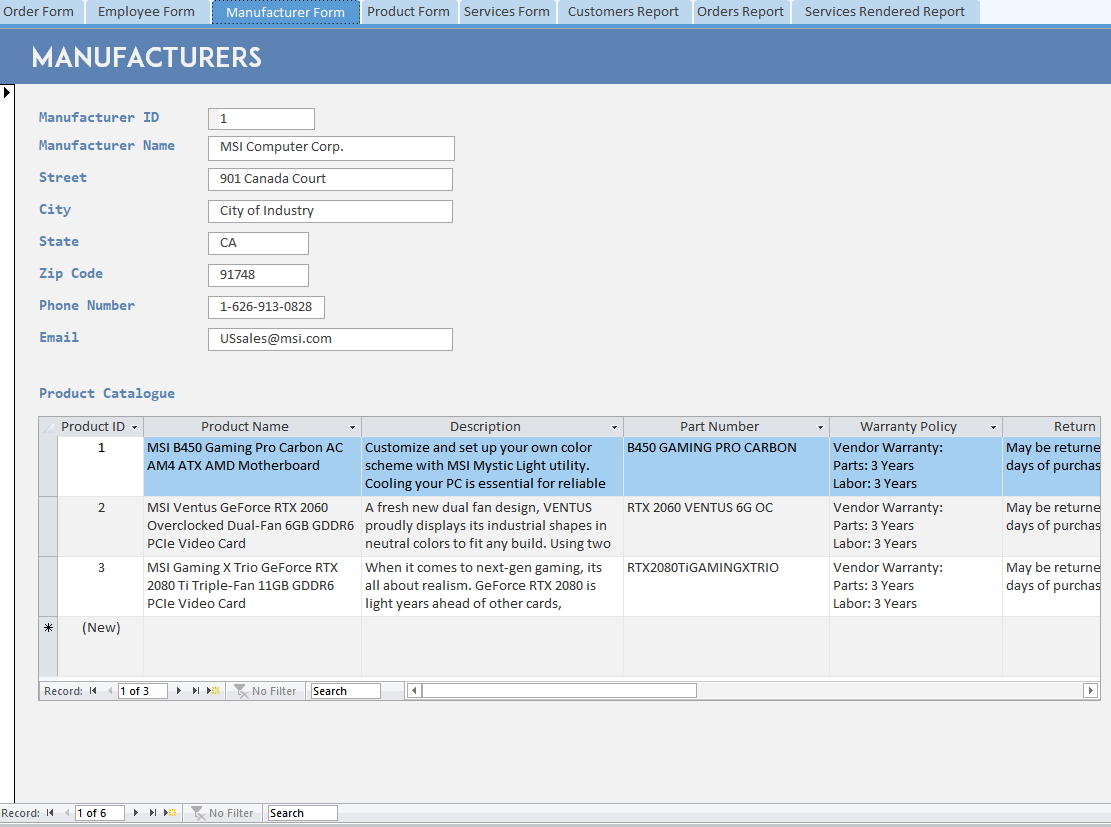 Order Form Employee Form Manufacturer Form Product Form Services Form Customers Report Orders Report Services Rendered Report
MANUFACTURERS
Manufacturer ID 1
Manufacturer Name MSI Computer Corp.
Street 901 Canada Court
City City of Industry
State CA
Zip Code 91748
Phone Number 1-626-913-0828
Email USsales@msi.com
Product Catalogue
Product ID Product Name Description Part Number Warranty Policy Return
1 MSI B450 Gaming Pro Carbon AC Customize and set up your own color B450 GAMING PRO CARBON Vendor Warranty: May be returne
AM4 ATX AMD Motherboard scheme with MSI Mystic Light utility. Parts: 3 Years days of purchas
Cooling your PC is essential for reliable Labor: 3 Years
2 MSI Ventus GeForce RTX 2060 A fresh new dual fan design, VENTUS RTX 2060 VENTUS 6G OC Vendor Warranty: May be returne
Overclocked Dual-Fan 6GB GDDR6 proudly displays its industrial shapes in Parts: 3 Years days of purchas
PCIe Video Card neutral colors to fit any build. Using two Labor: 3 Years
3 MSI Gaming X Trio GeForce RTX When it comes to next-gen gaming, its RTX2080TiGAMINGXTRIO Vendor Warranty: May be returne
2080 Ti Triple-Fan 11GB GDDR6 all about realism. GeForce RTX 2080 is Parts: 3 Years days of purchas
PCIe Video Card light years ahead of other cards, Labor: 3 Years
(New)
Record: 1 of 3 No Filter Search
Record: 1 of 6 No Filter Search